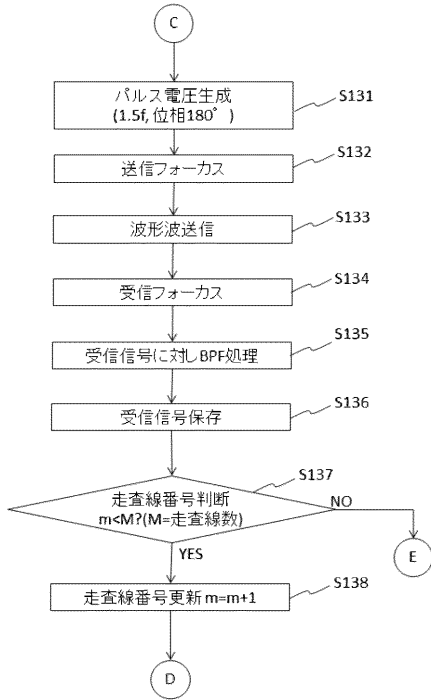 C
パルス電圧生成
(1.5f, 位相180°)
S131
送信フォーカス
S132
波形波送信
S133
受信フォーカス
S134
受信信号に対しBPF処理
S135
受信信号保存
S136
走査線番号判断
m<M?(M=走査線数)
S137
NO
E
YES
走査線番号更新 m=m+1
S138
D